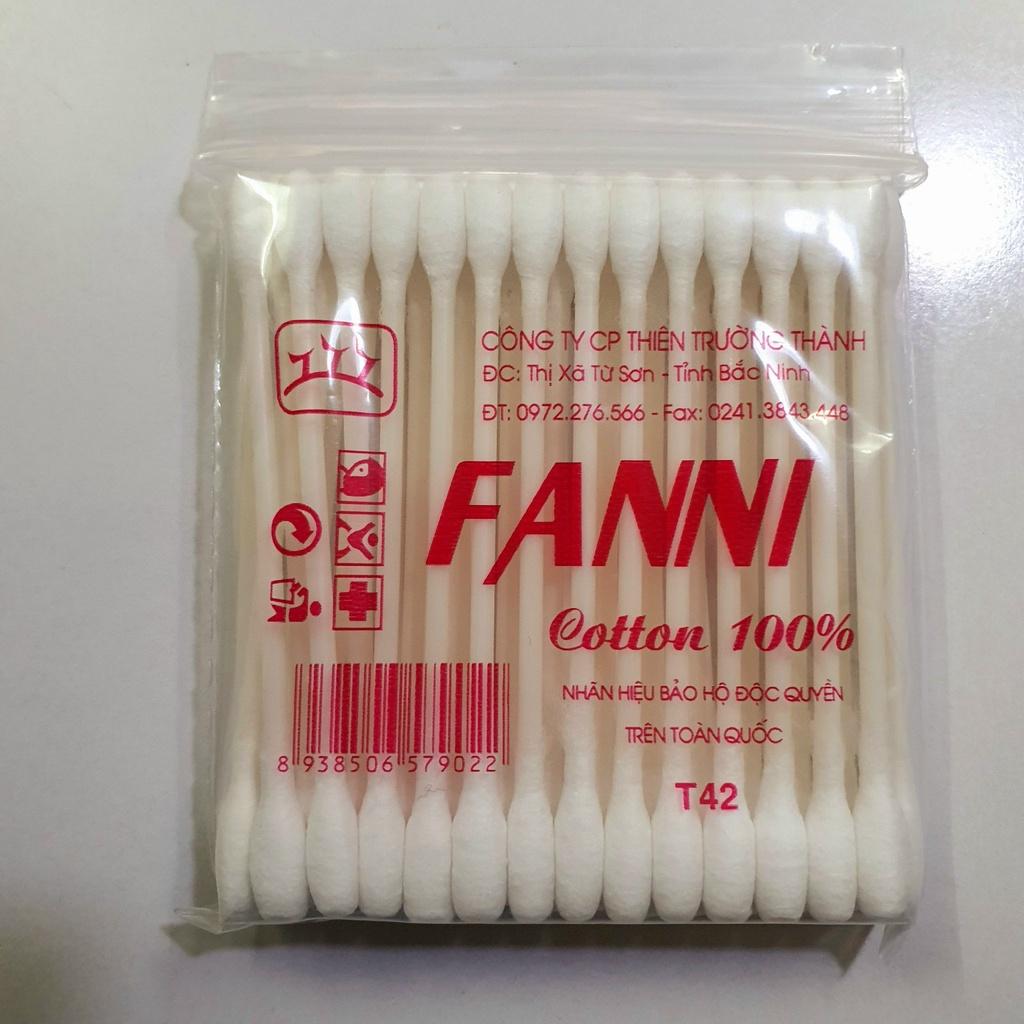 CÔNG TY CP THIÊN TRƯỜNG THÀNH
ĐC: Thị Xã Từ Sơn - Tỉnh Bắc Ninh
ĐT: 0972.276.566 - Fax: 0241.3843.448
FANNI
Cotton 100%
NHÃN HIỆU BẢO HỘ ĐỘC QUYỀN
TRÊN TOÀN QUỐC
T42
8 938506 579022